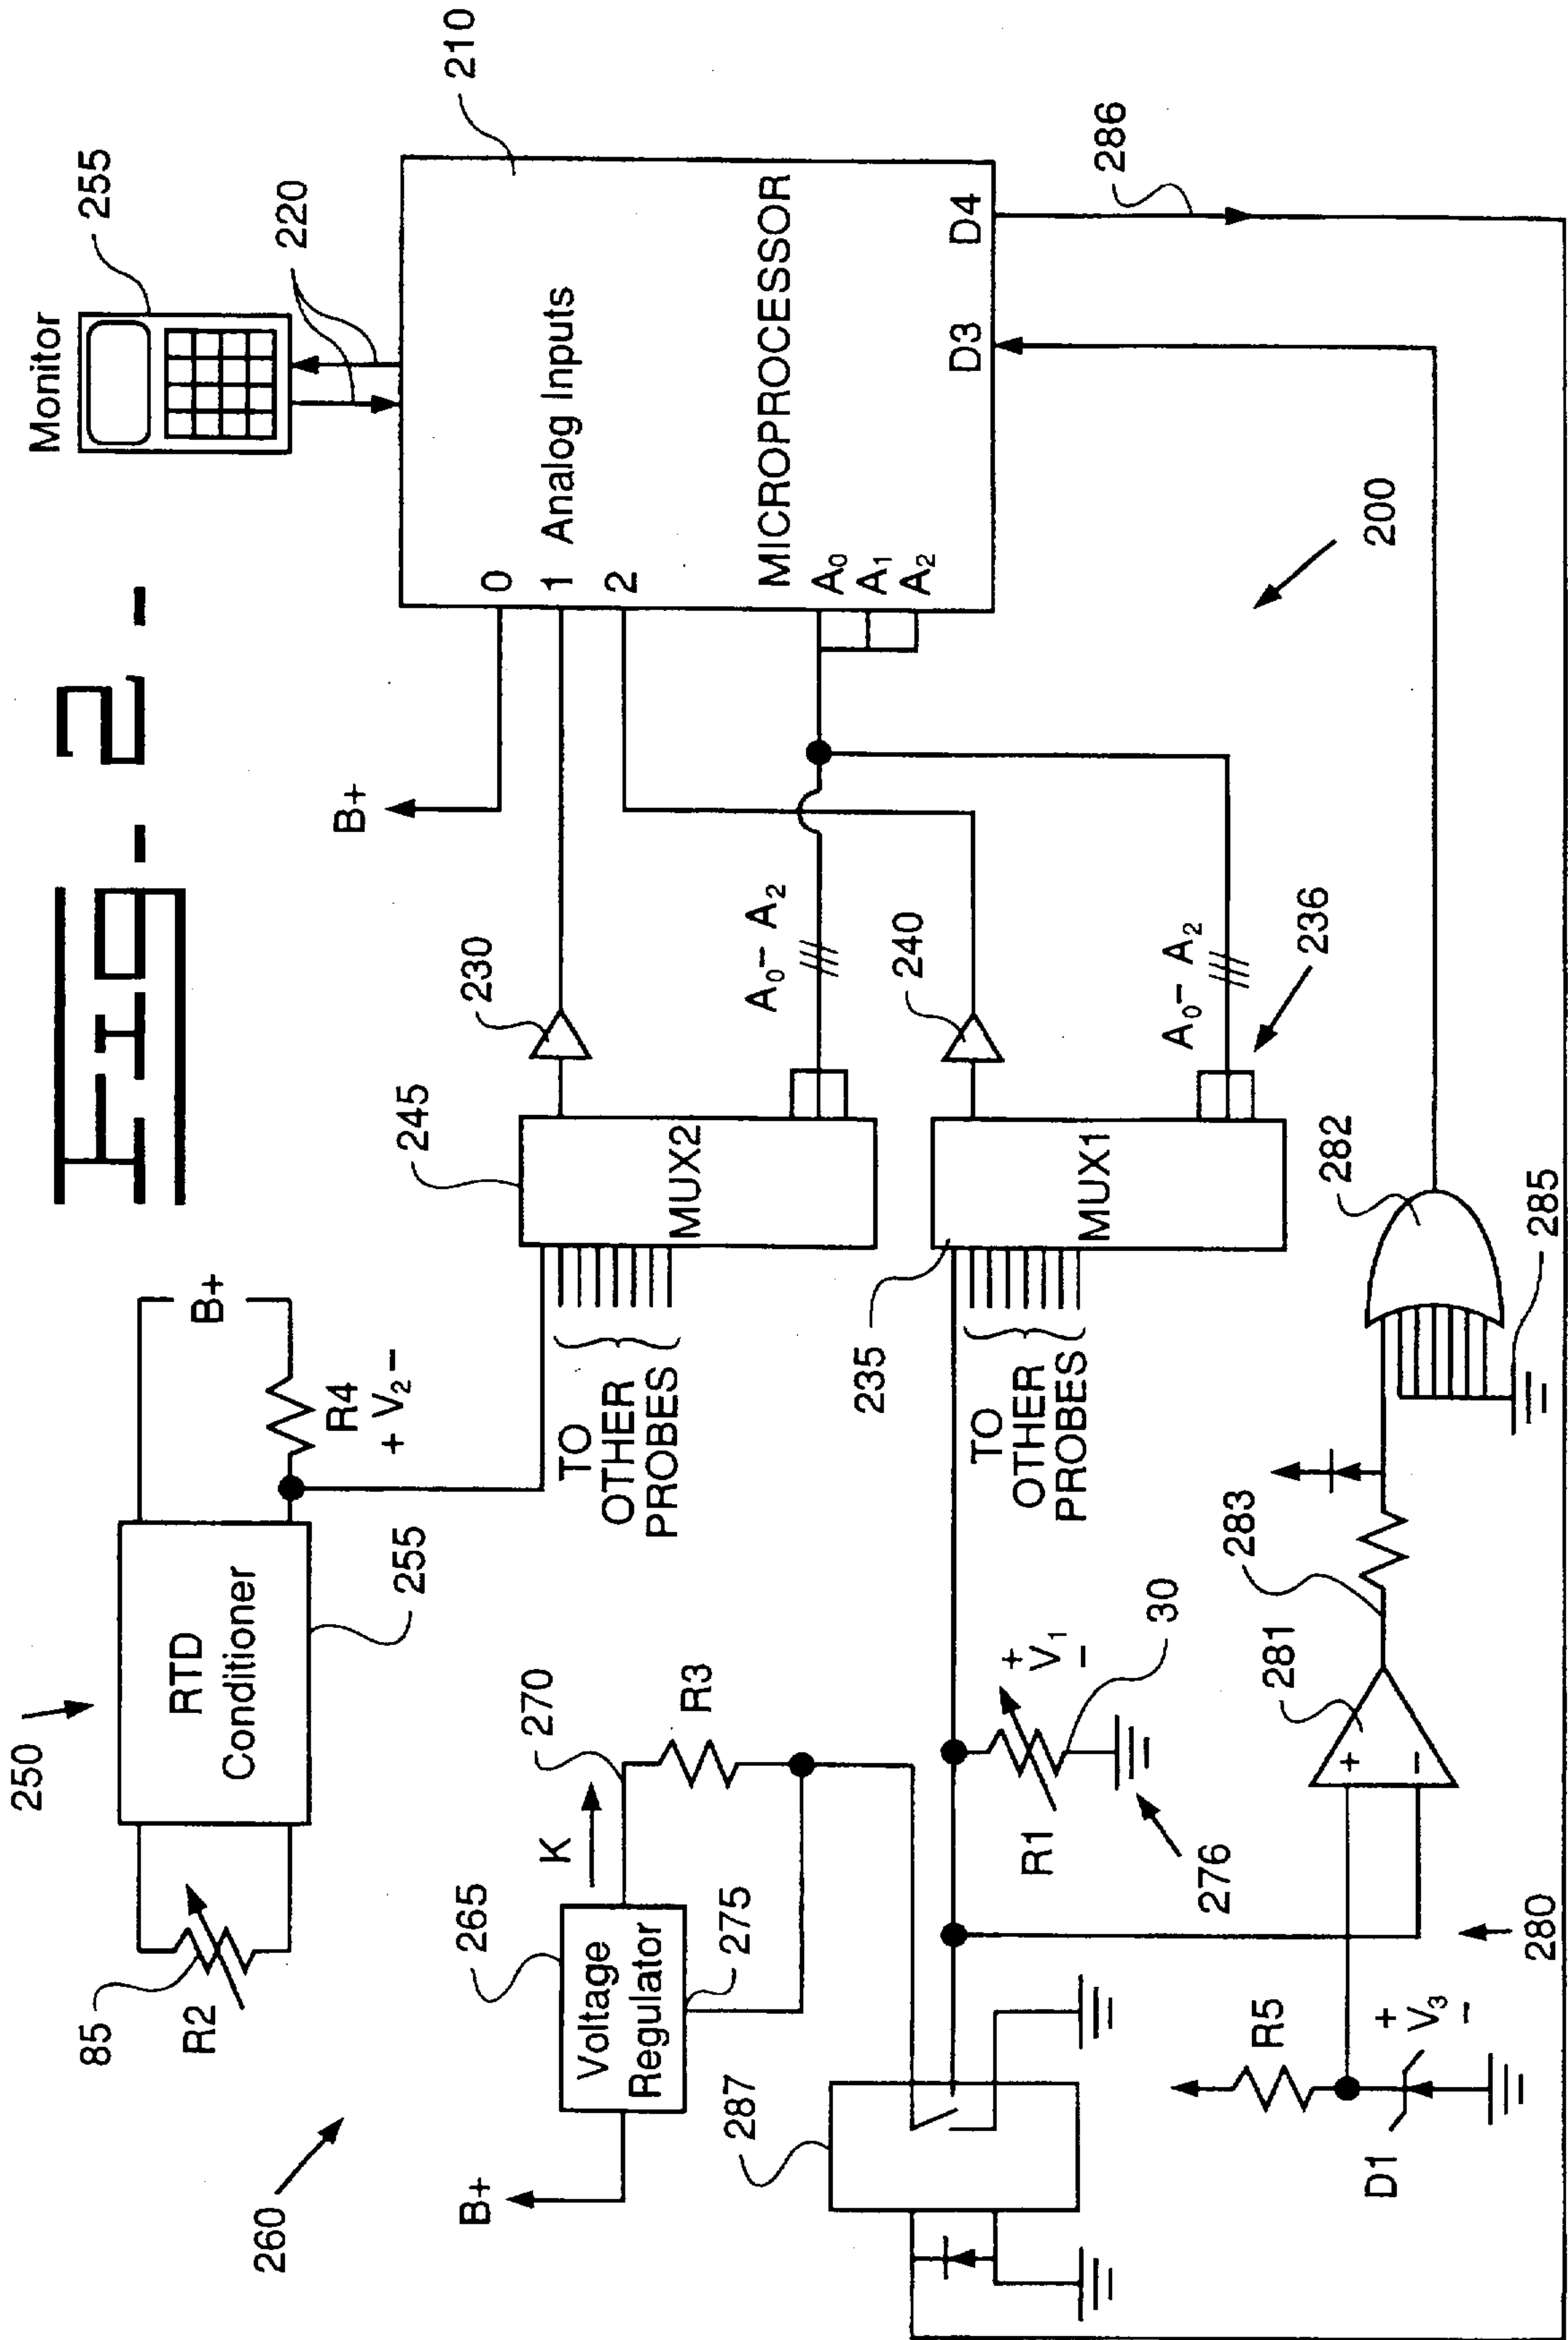 FIG. 2.
Monitor
255
220
210
0
1 Analog Inputs
2
MICROPROCESSOR
A0
A1
A2
D3
D4
286
B+
200
230
245
MUX2
A0- A2
240
235
MUX1
A0- A2
236
TO
OTHER
PROBES
TO
OTHER
PROBES
250
RTD
Conditioner
255
B+
R4
+ V2 -
85
R2
260
265
Voltage
Regulator
B+
K
270
275
R3
R1
+
V1
-
30
276
287
280
281
+
-
283
282
285
R5
D1
+
V3
-